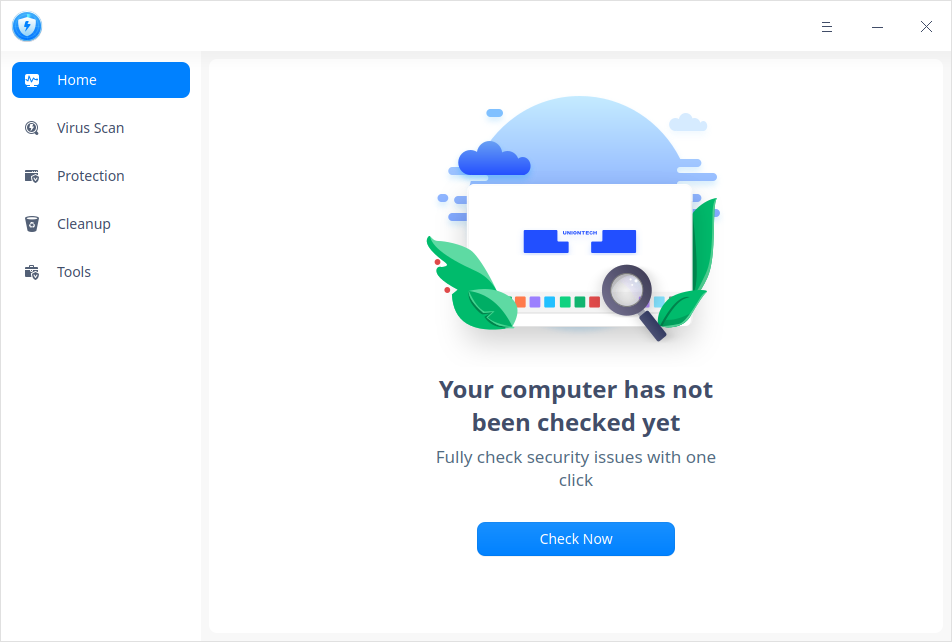 Home
Virus Scan
Protection
Cleanup
Tools
UNIONTECH
Your computer has not
been checked yet
Fully check security issues with one
click
Check Now